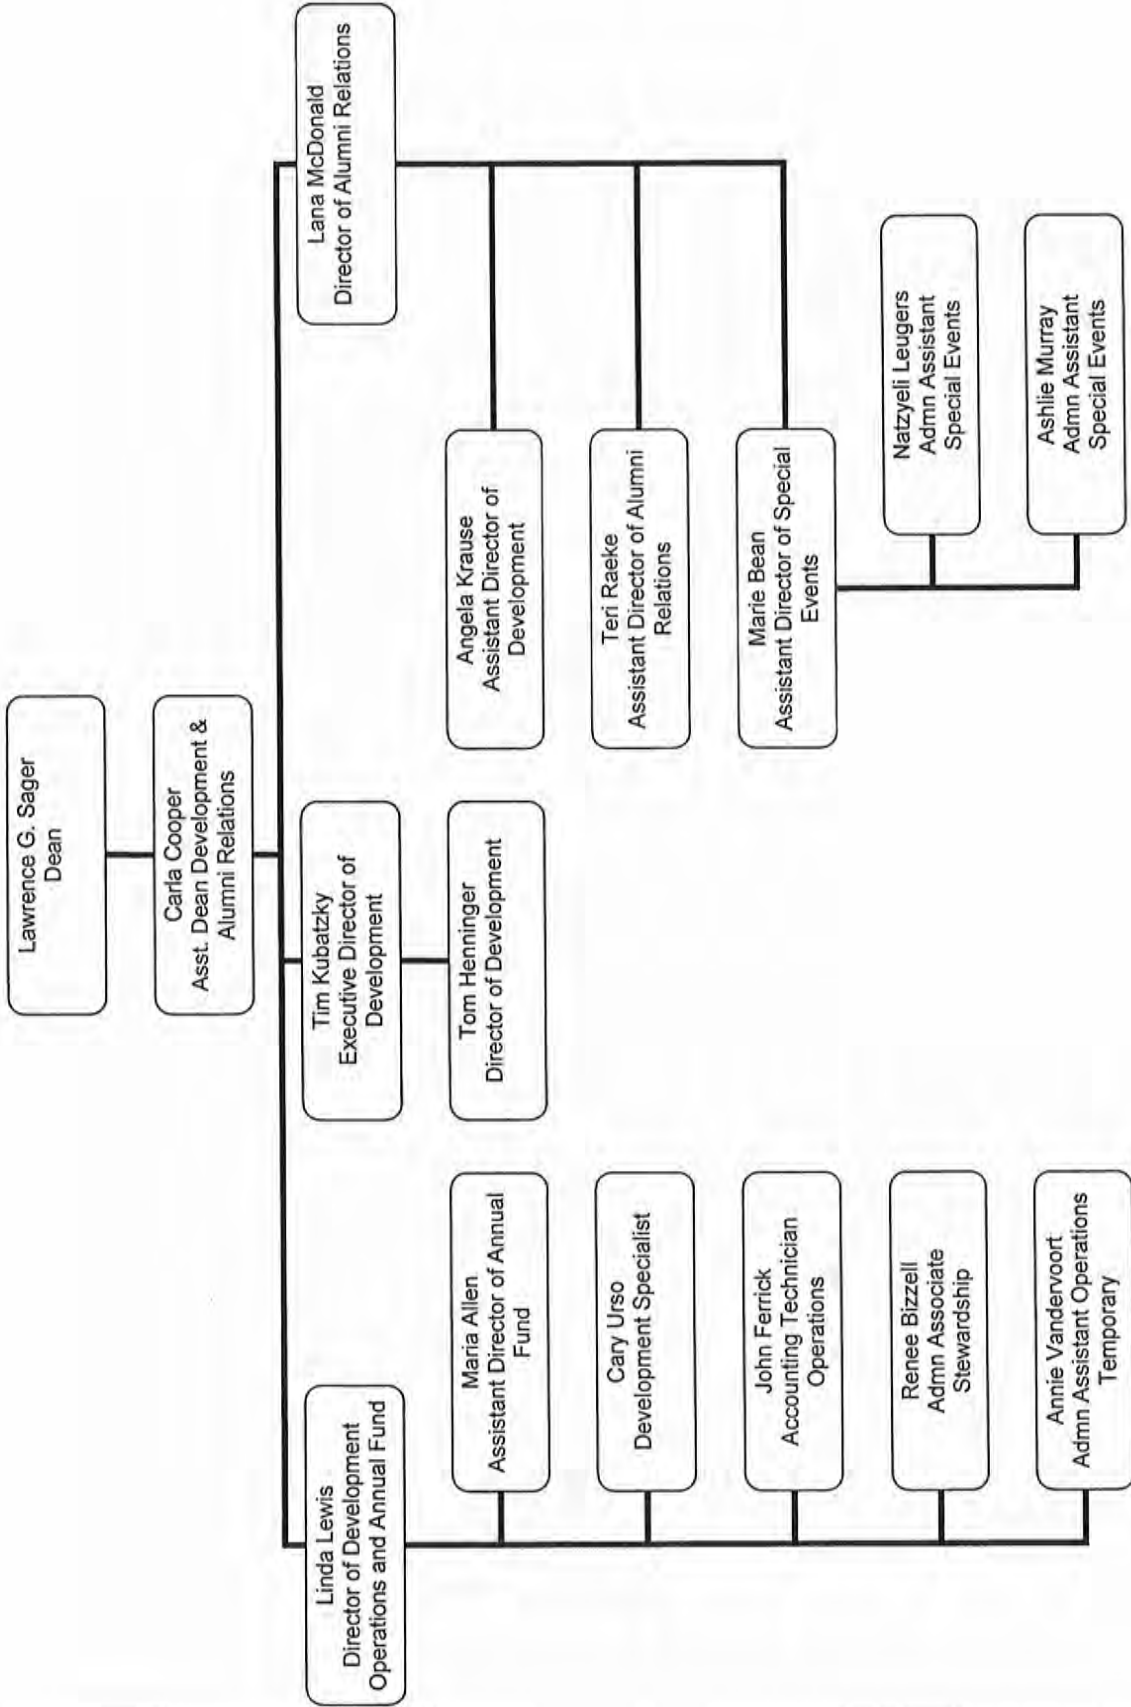 Lawrence G. Sager
Dean
Carla Cooper
Asst. Dean Development &
Alumni Relations
Linda Lewis
Director of Development
Operations and Annual Fund
Tim Kubatzky
Executive Director of
Development
Lana McDonald
Director of Alumni Relations
Maria Allen
Assistant Director of Annual
Fund
Cary Urso
Development Specialist
John Ferrick
Accounting Technician
Operations
Renee Bizzell
Admn Associate
Stewardship
Annie Vandervoort
Admn Assistant Operations
Temporary
Tom Henninger
Director of Development
Angela Krause
Assistant Director of
Development
Teri Raeke
Assistant Director of Alumni
Relations
Marie Bean
Assistant Director of Special
Events
Natzyeli Leugers
Admn Assistant
Special Events
Ashlie Murray
Admn Assistant
Special Events